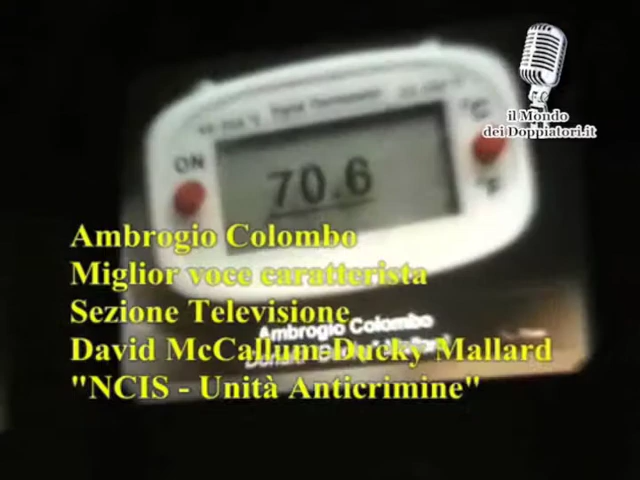 il Mondo
dei Doppiatori.it
ON
°C
70.6
°F
Ambrogio Colombo
Miglior voce caratterista
Sezione Televisione
Ambrogio Colombo
David McCallum-Ducky Mallard
"NCIS - Unità Anticrimine"